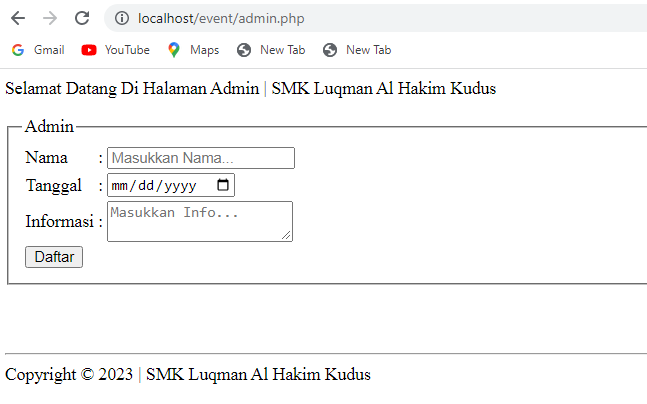 localhost/event/admin.php
Gmail YouTube Maps New Tab New Tab
Selamat Datang Di Halaman Admin | SMK Luqman Al Hakim Kudus
Admin
Nama : Masukkan Nama...
Tanggal : mm/dd/yyyy
Informasi : Masukkan Info...
Daftar
Copyright © 2023 | SMK Luqman Al Hakim Kudus